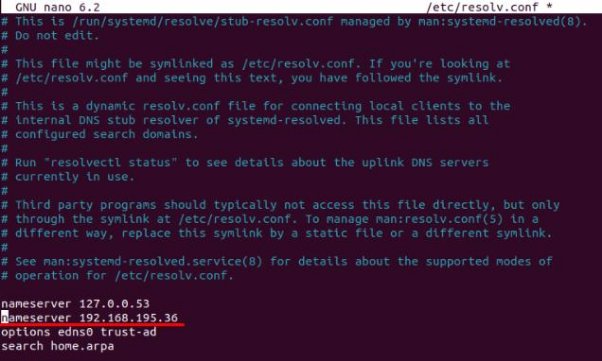 GNU nano 6.2 /etc/resolv.conf *
# This is /run/systemd/resolve/stub-resolv.conf managed by man:systemd-resolved(8).
# Do not edit.
#
# This file might be symlinked as /etc/resolv.conf. If you're looking at
# /etc/resolv.conf and seeing this text, you have followed the symlink.
#
# This is a dynamic resolv.conf file for connecting local clients to the
# internal DNS stub resolver of systemd-resolved. This file lists all
# configured search domains.
#
# Run "resolvectl status" to see details about the uplink DNS servers
# currently in use.
#
# Third party programs should typically not access this file directly, but only
# through the symlink at /etc/resolv.conf. To manage man:resolv.conf(5) in a
# different way, replace this symlink by a static file or a different symlink.
#
# See man:systemd-resolved.service(8) for details about the supported modes of
# operation for /etc/resolv.conf.
nameserver 127.0.0.53
nameserver 192.168.195.36
options edns0 trust-ad
search home.arpa